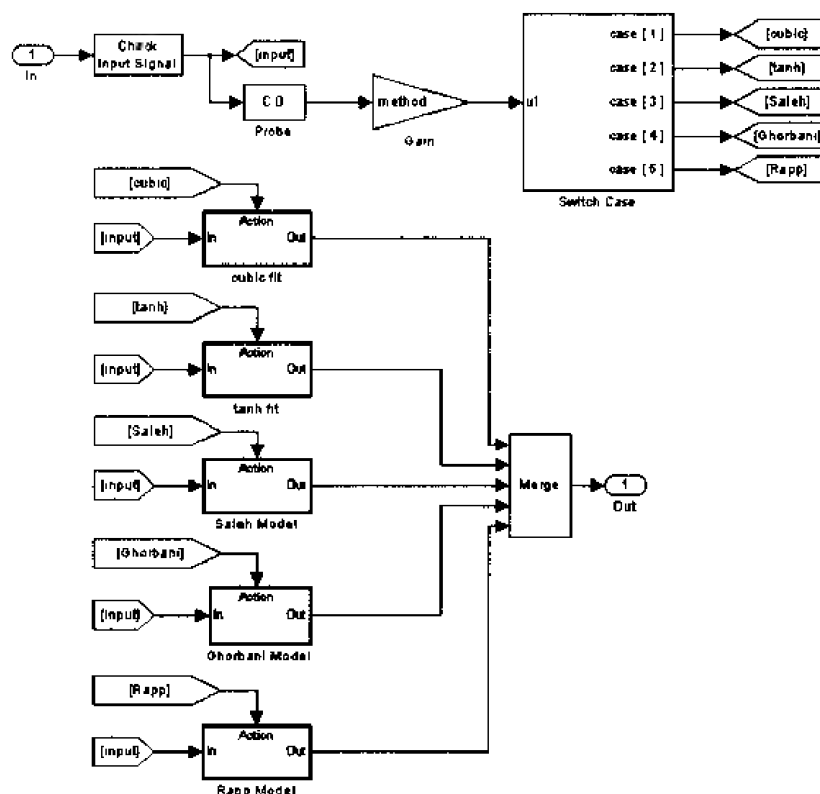 1
In
Check
Input Signal
[input]
C 0
Probe
method
Gain
u1
case [ 1 ]
case [ 2 ]
case [ 3 ]
case [ 4 ]
case [ 5 ]
Switch Case
[cubic]
[tanh]
[Saleh]
[Ghorbani]
[Rapp]
[cubic]
[input]
Action
In
Out
cubic fit
[tanh]
[input]
Action
In
Out
tanh fit
[Saleh]
[input]
Action
In
Out
Saleh Model
[Ghorbani]
[input]
Action
In
Out
Ghorbani Model
[Rapp]
[input]
Action
In
Out
Rapp Model
Merge
1
Out